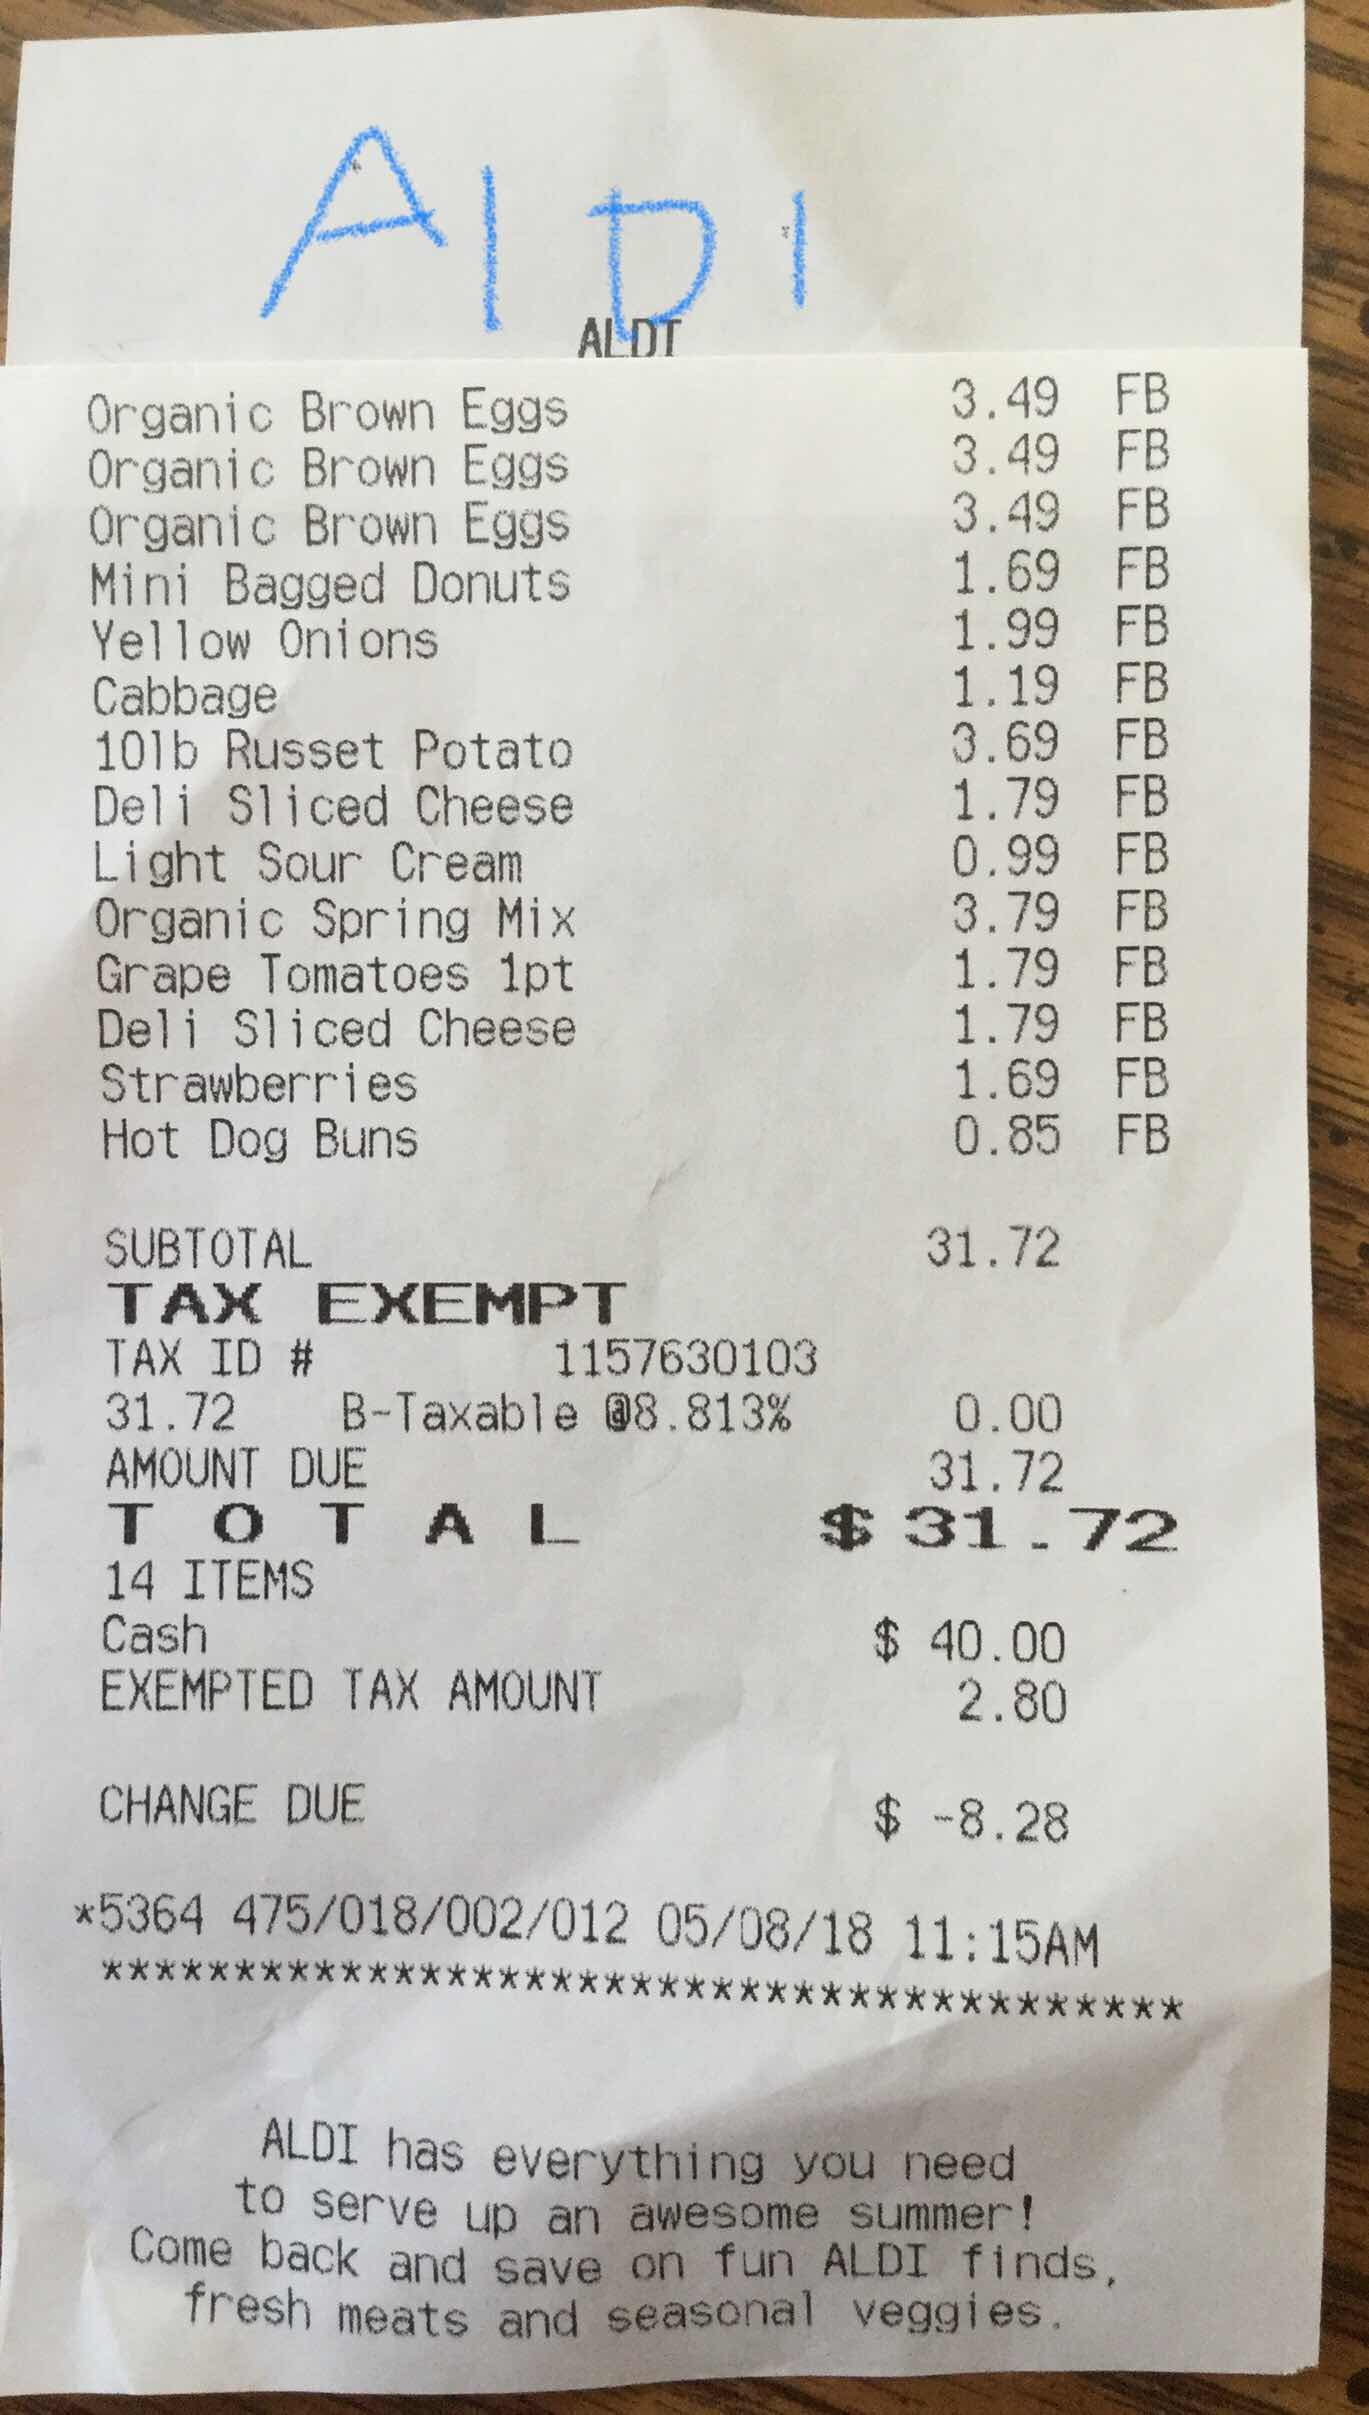 AlDI
ALDI
Organic Brown Eggs 3.49 FB
Organic Brown Eggs 3.49 FB
Organic Brown Eggs 3.49 FB
Mini Bagged Donuts 1.69 FB
Yellow Onions 1.99 FB
Cabbage 1.19 FB
10lb Russet Potato 3.69 FB
Deli Sliced Cheese 1.79 FB
Light Sour Cream 0.99 FB
Organic Spring Mix 3.79 FB
Grape Tomatoes 1pt 1.79 FB
Deli Sliced Cheese 1.79 FB
Strawberries 1.69 FB
Hot Dog Buns 0.85 FB
SUBTOTAL 31.72
TAX EXEMPT
TAX ID # 1157630103
31.72 B-Taxable @8.813% 0.00
AMOUNT DUE 31.72
TOTAL $31.72
14 ITEMS
Cash $ 40.00
EXEMPTED TAX AMOUNT 2.80
CHANGE DUE $ -8.28
*5364 475/018/002/012 05/08/18 11:15AM
*****************************************
ALDI has everything you need
to serve up an awesome summer!
Come back and save on fun ALDI finds,
fresh meats and seasonal veggies.